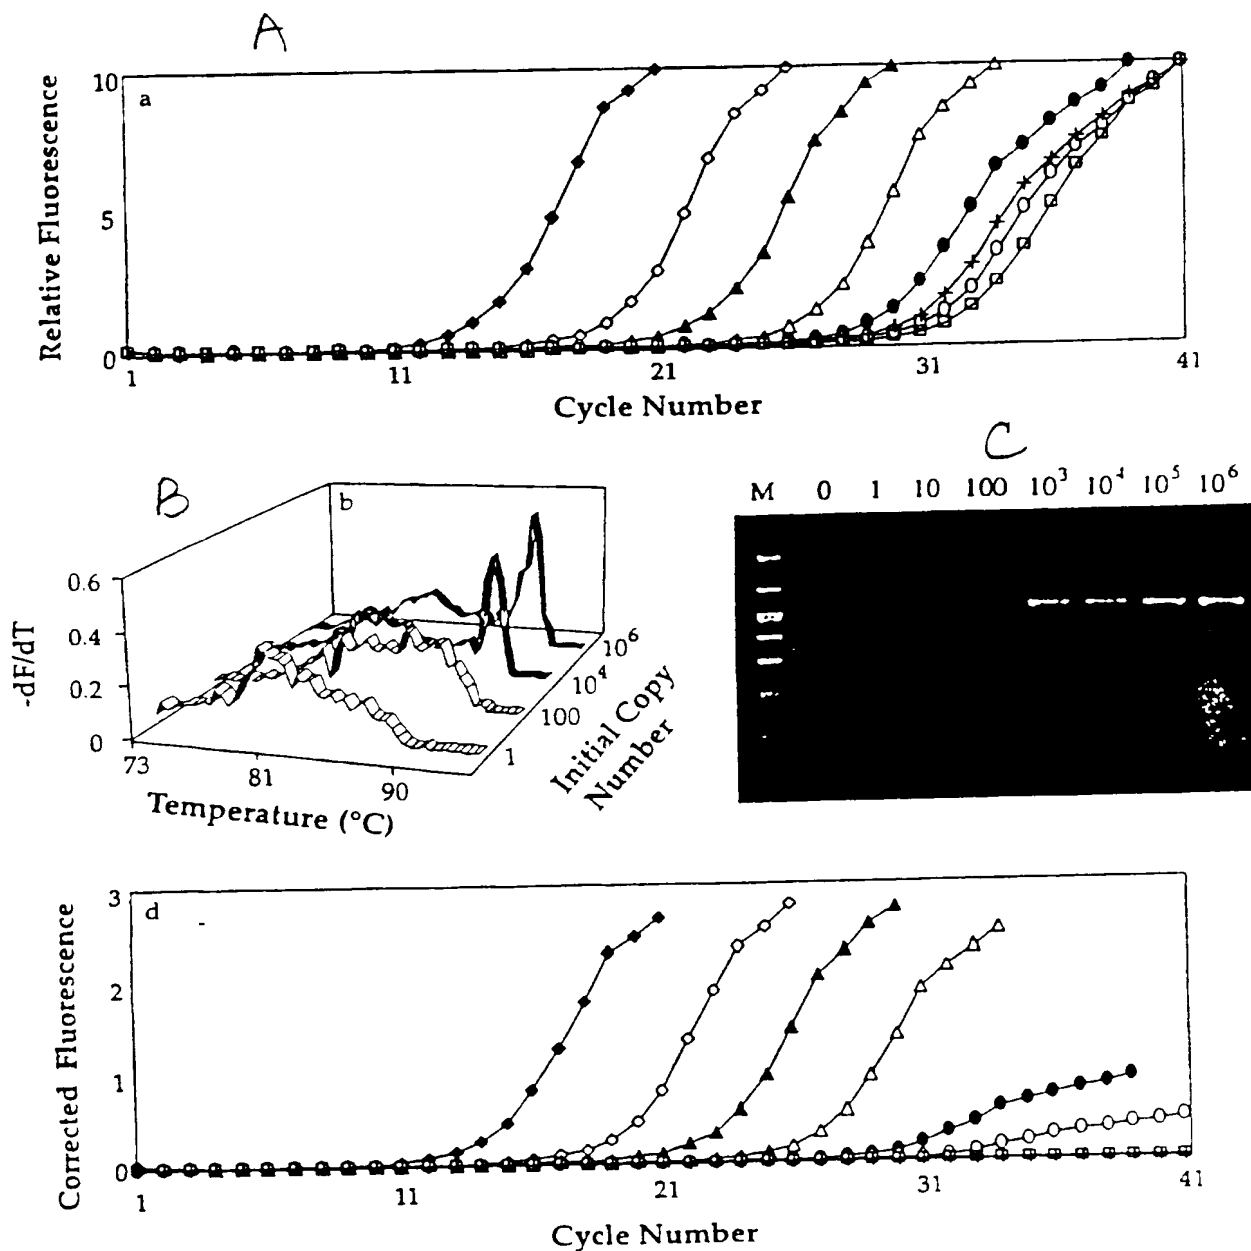 A
10
a
5
0
Relative Fluorescence
1 11 21 31 41
Cycle Number
B
b
0.6
0.4
0.2
0
-dF/dT
73 81 90
Temperature (°C)
10⁶
10⁴
100
1
Initial Copy
Number
C
M 0 1 10 100 10³ 10⁴ 10⁵ 10⁶
3
d
2
1
0
Corrected Fluorescence
1 11 21 31 41
Cycle Number